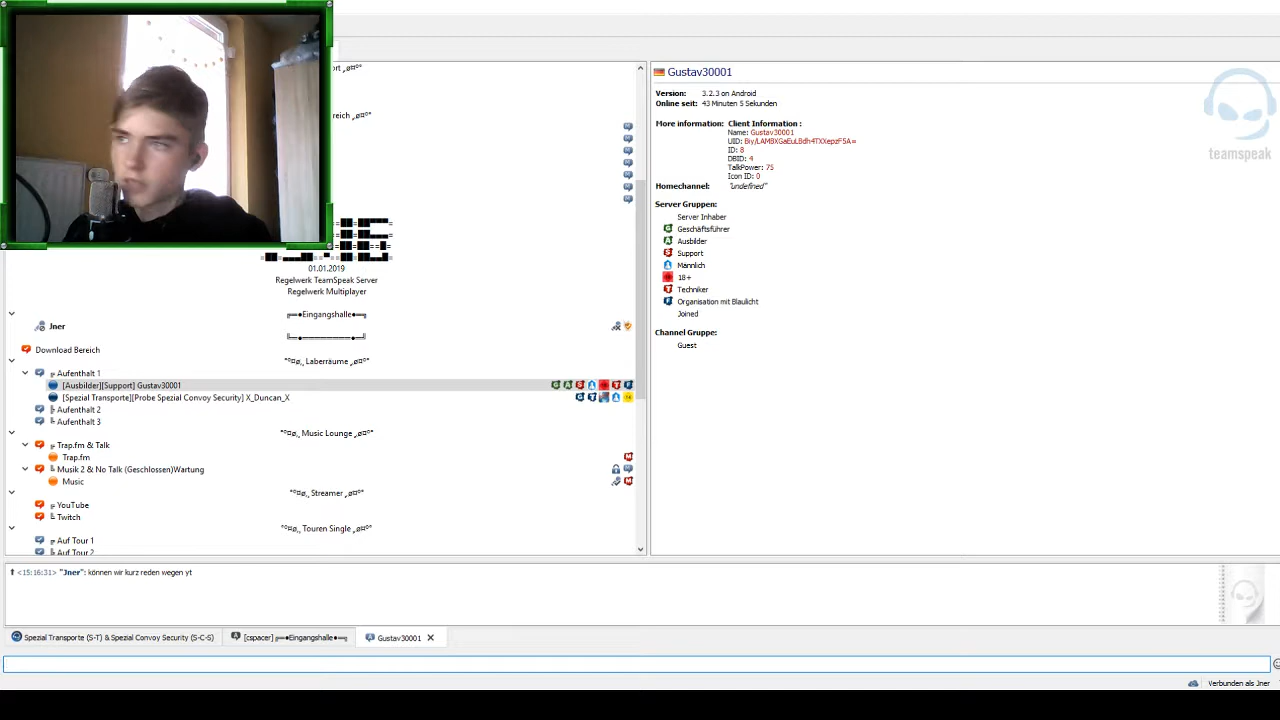 ort „ø¤º°
reich „ø¤º°
01.01.2019
Regelwerk TeamSpeak Server
Regelwerk Multiplayer
╔═●Eingangshalle●═╗
Jner
╚═●══════════●═╝
Download Bereich
°º¤ø„¸ Laberräume „ø¤º°
╔ Aufenthalt 1
[Ausbilder][Support] Gustav30001
[Spezial Transporte][Probe Spezial Convoy Security] X_Duncan_X
╠ Aufenthalt 2
╚ Aufenthalt 3
°º¤ø„¸ Music Lounge „ø¤º°
╔ Trap.fm & Talk
Trap.fm
╚ Musik 2 & No Talk (Geschlossen)Wartung
Music
°º¤ø„¸ Streamer „ø¤º°
╔ YouTube
╚ Twitch
°º¤ø„¸ Touren Single „ø¤º°
╔ Auf Tour 1
Auf Tour 2
Gustav30001
Version: 3.2.3 on Android
Online seit: 43 Minuten 5 Sekunden
More information: Client Information :
Name: Gustav30001
ID: 8
DBID: 4
TalkPower: 75
Icon ID: 0
Homechannel: "undefined"
Server Gruppen:
Server Inhaber
Geschäftsführer
Ausbilder
Support
Männlich
18+
Techniker
Organisation mit Blaulicht
Joined
Channel Gruppe:
Guest
teamspeak
<15:16:31> "Jner": können wir kurz reden wegen yt
Spezial Transporte (S-T) & Spezial Convoy Security (S-C-S)
[cspacer]╔═●Eingangshalle●═╗
Gustav30001
Verbunden als Jner